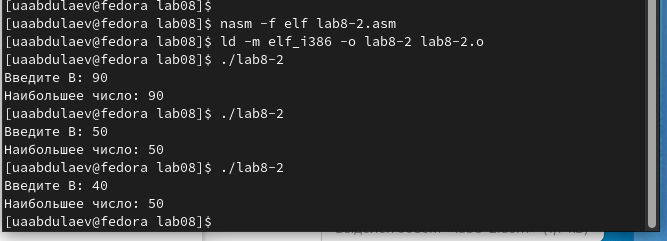 [uaabdulaev@fedora lab08]$
[uaabdulaev@fedora lab08]$ nasm -f elf lab8-2.asm
[uaabdulaev@fedora lab08]$ ld -m elf_i386 -o lab8-2 lab8-2.o
[uaabdulaev@fedora lab08]$ ./lab8-2
Введите B: 90
Наибольшее число: 90
[uaabdulaev@fedora lab08]$ ./lab8-2
Введите B: 50
Наибольшее число: 50
[uaabdulaev@fedora lab08]$ ./lab8-2
Введите B: 40
Наибольшее число: 50
[uaabdulaev@fedora lab08]$